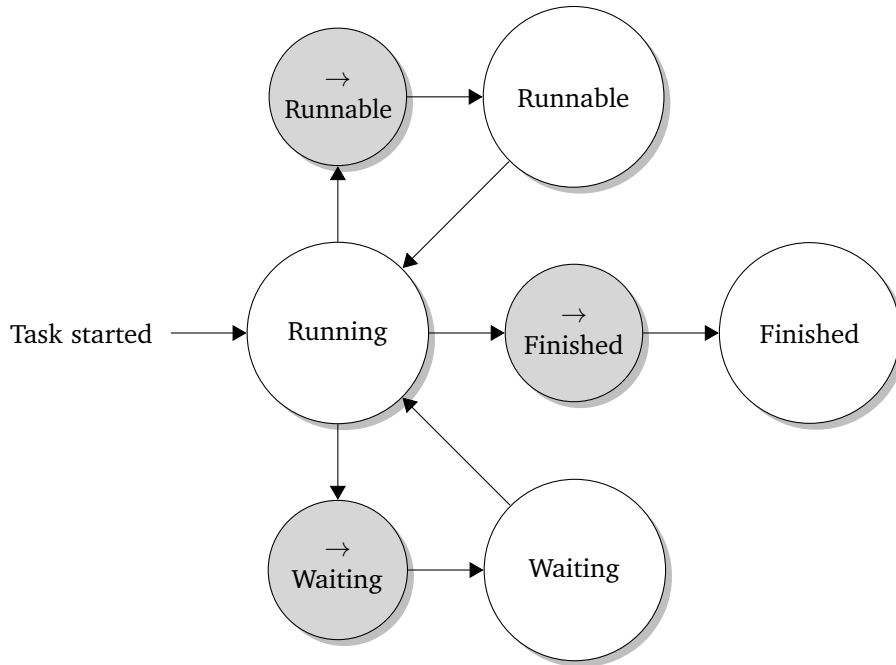 →
Runnable
Runnable
Task started
Running
→
Finished
Finished
→
Waiting
Waiting